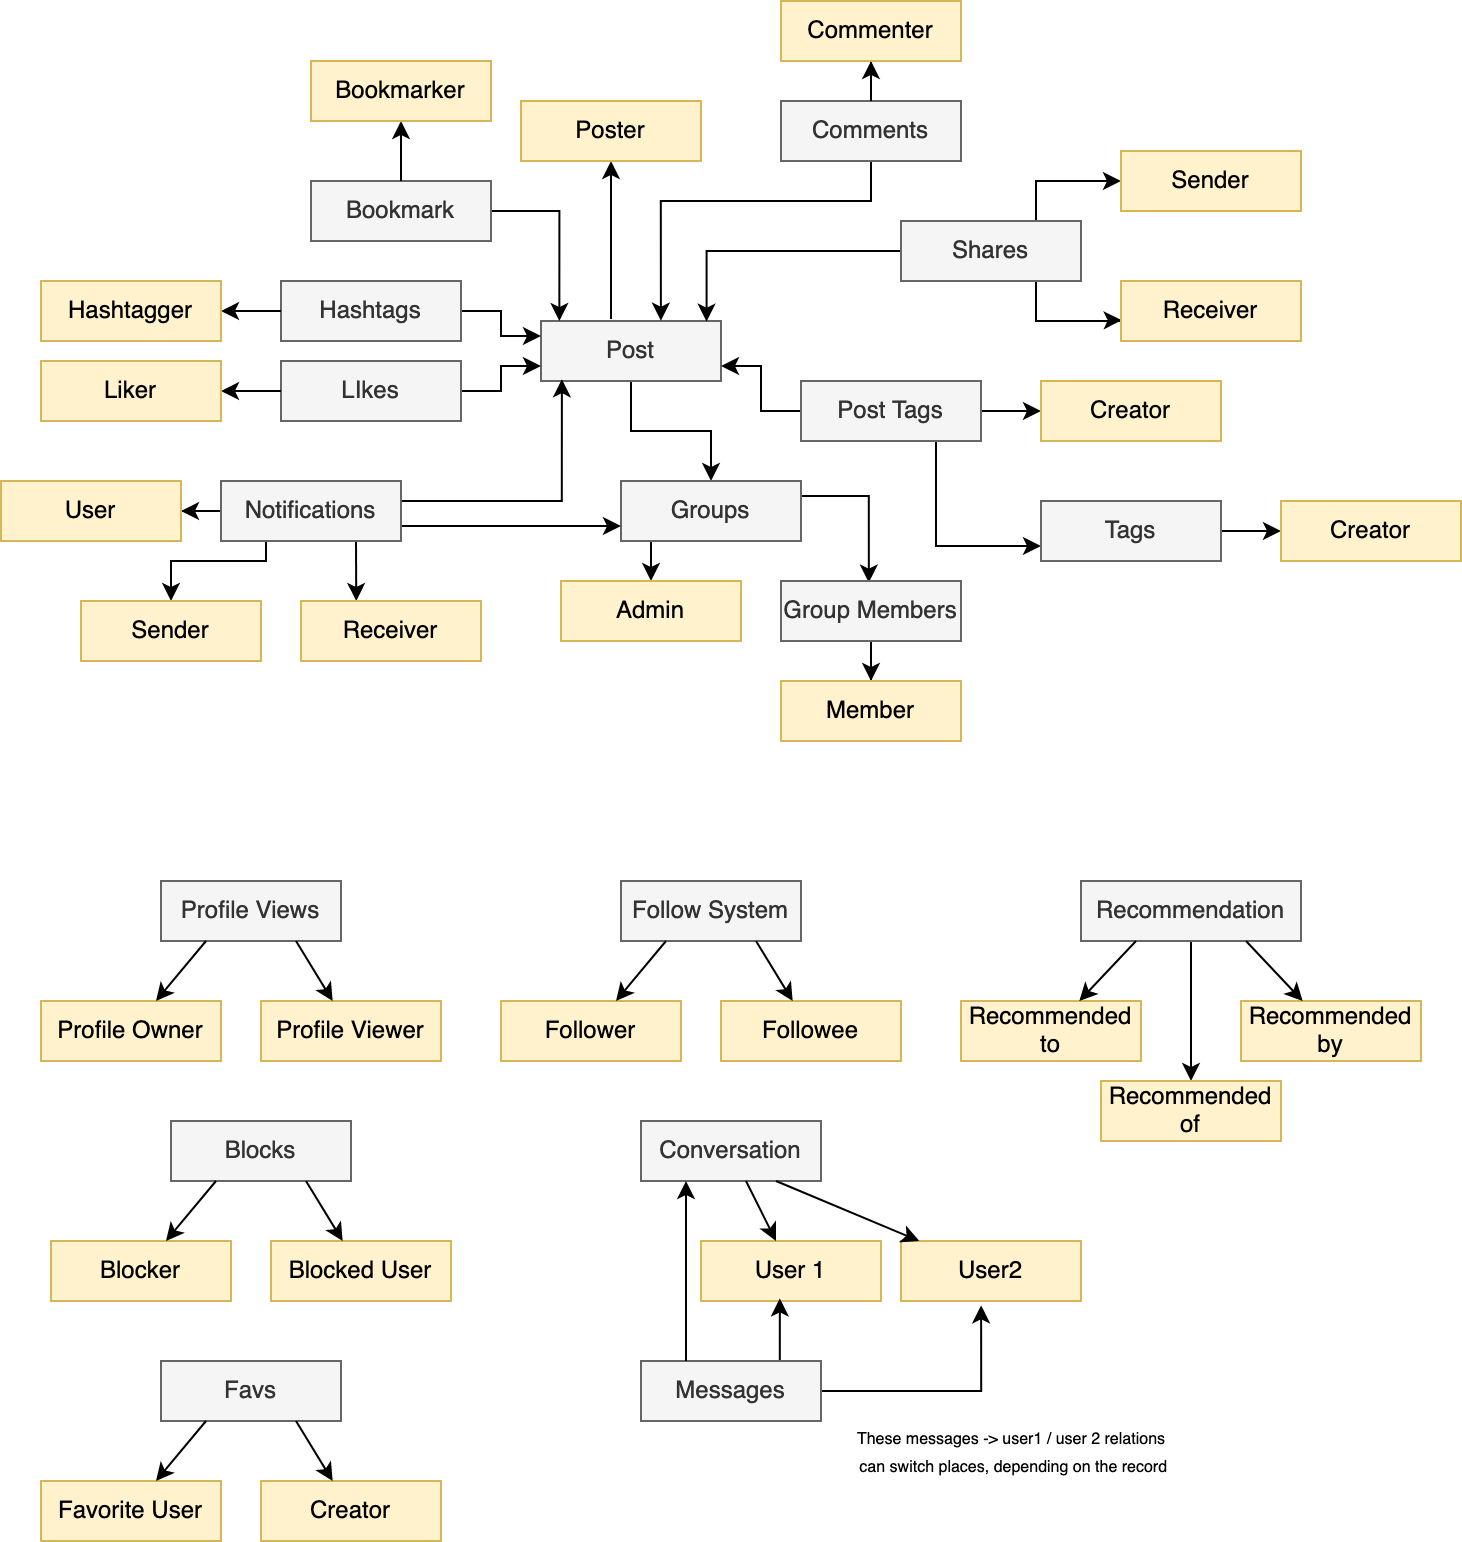 Commenter
Bookmarker
Poster
Comments
Sender
Bookmark
Shares
Hashtagger
Hashtags
Receiver
Post
Liker
LIkes
Post Tags
Creator
User
Notifications
Groups
Tags
Creator
Sender
Receiver
Admin
Group Members
Member
Profile Views
Follow System
Recommendation
Profile Owner
Profile Viewer
Follower
Followee
Recommended
to
Recommended
by
Recommended
of
Blocks
Conversation
Blocker
Blocked User
User 1
User2
Favs
Messages
These messages -> user1 / user 2 relations
can switch places, depending on the record
Favorite User
Creator